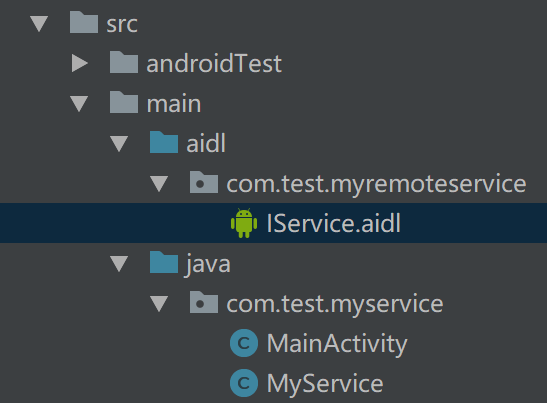 src
androidTest
main
aidl
com.test.myremoteservice
IService.aidl
java
com.test.myservice
C MainActivity
C MyService